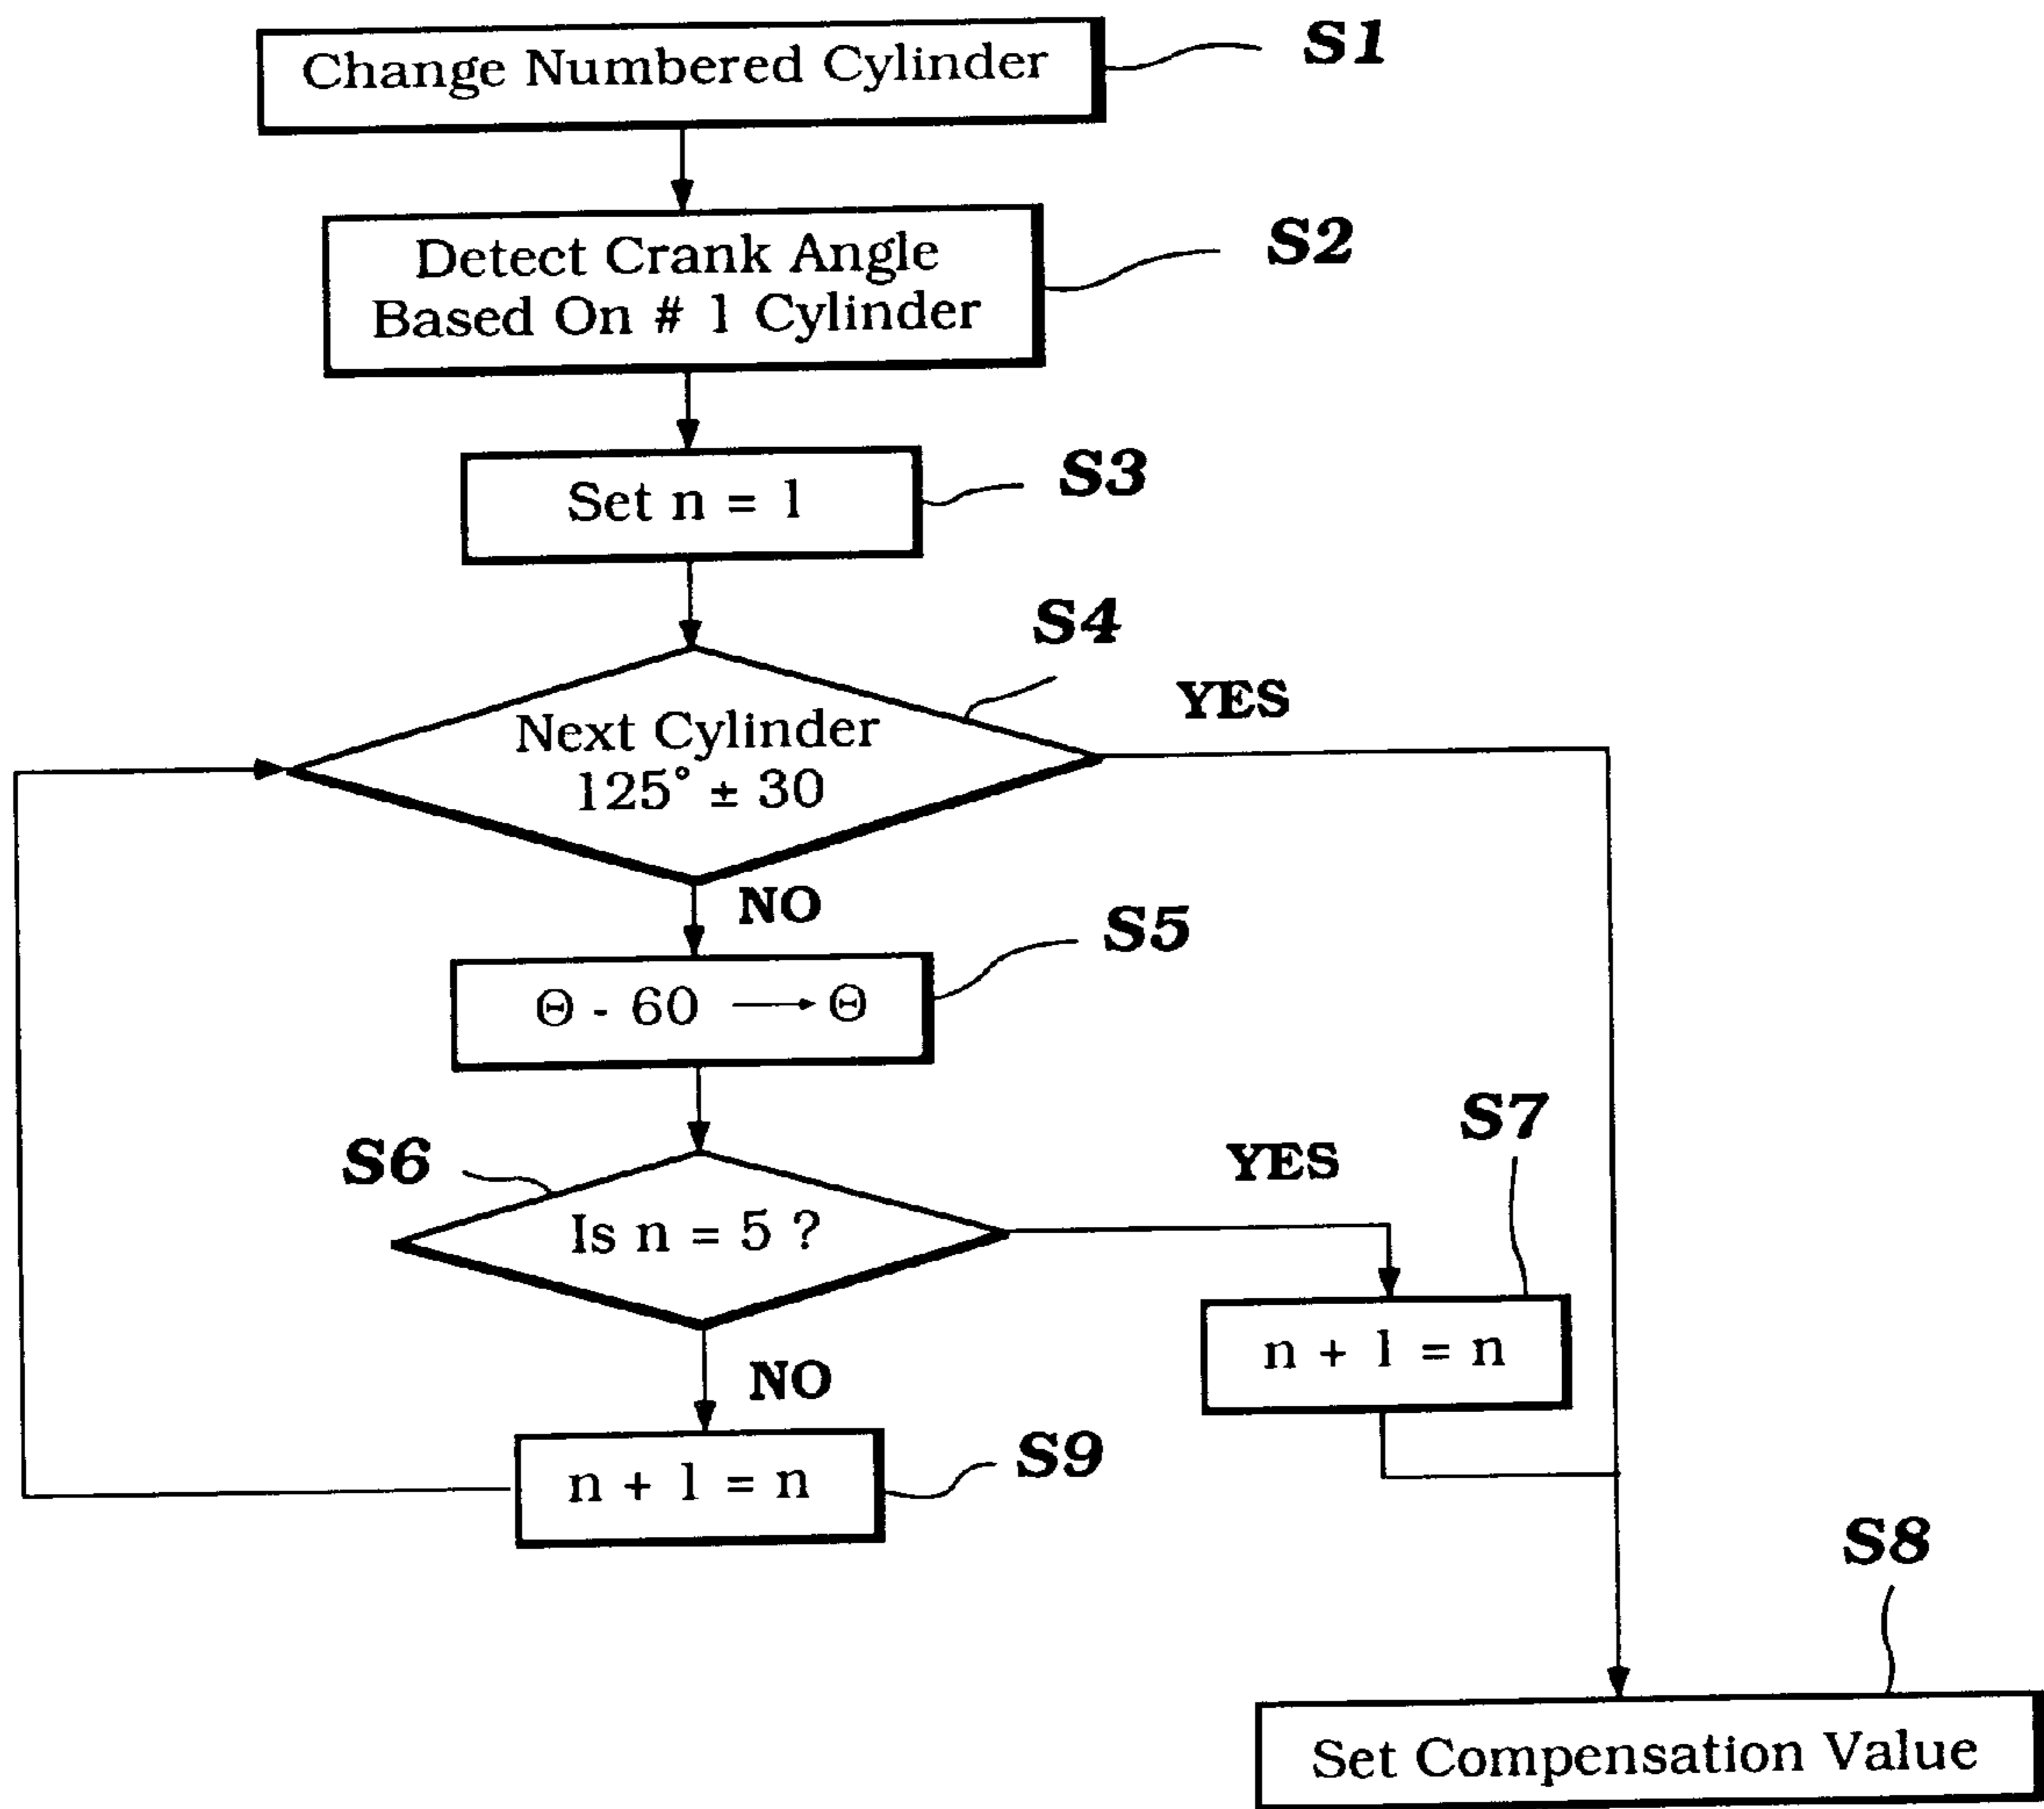 Change Numbered Cylinder
S1
Detect Crank Angle
Based On # 1 Cylinder
S2
Set n = 1
S3
S4
YES
Next Cylinder
125° ± 30
NO
S5
Θ - 60 → Θ
S6
Is n = 5 ?
YES
S7
n + 1 = n
NO
n + 1 = n
S9
S8
Set Compensation Value